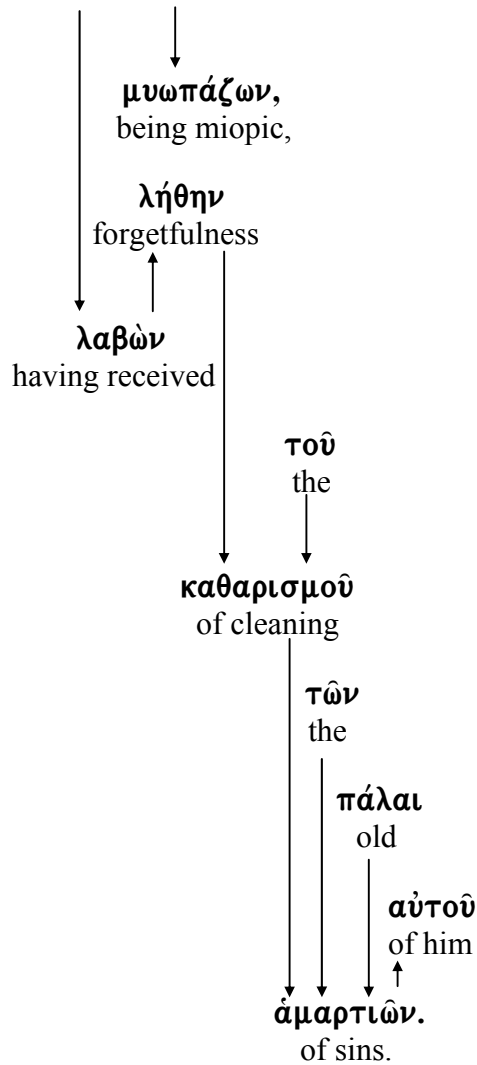 μυωπάζων,
being miopic,
λήθην
forgetfulness
λαβὼν
having received
τοῦ
the
καθαρισμοῦ
of cleaning
τῶν
the
πάλαι
old
αὐτοῦ
of him
ἁμαρτιῶν.
of sins.